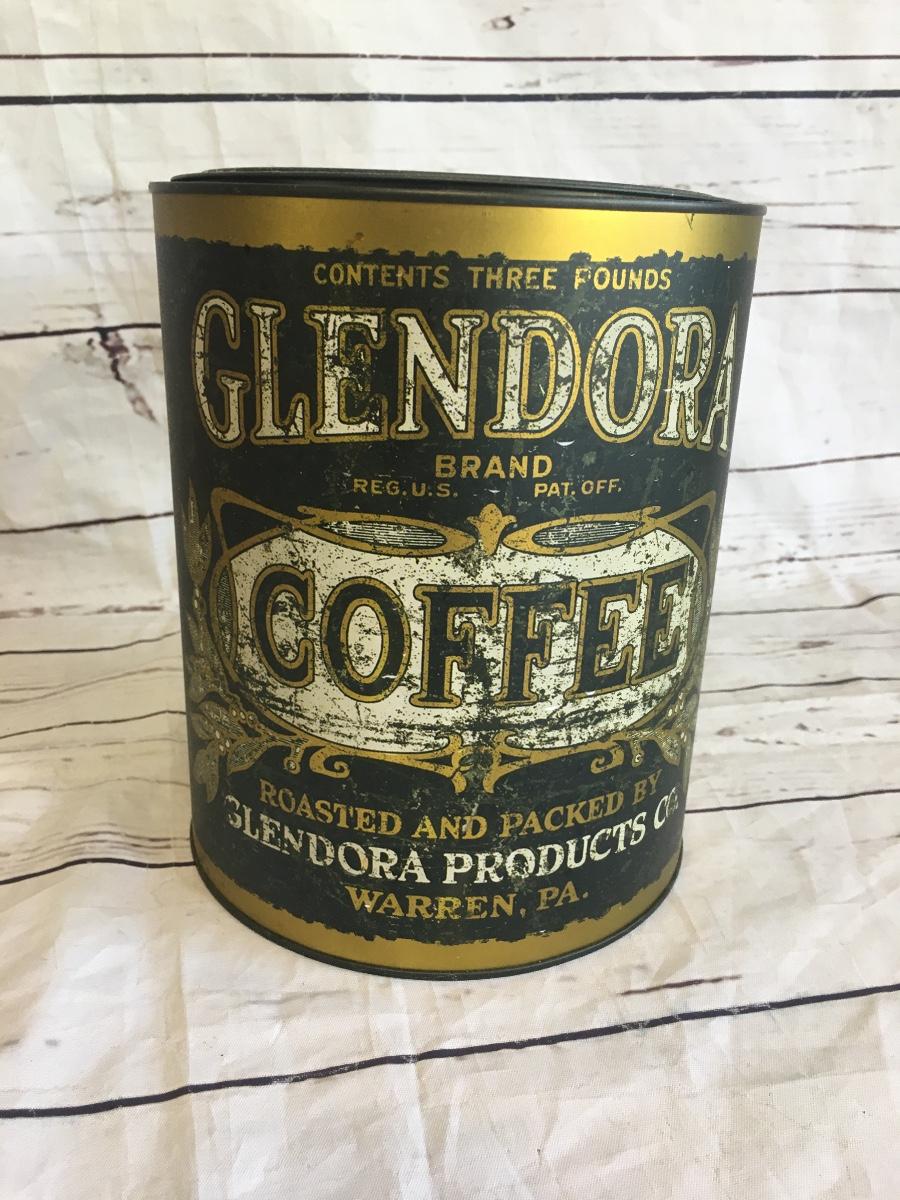 CONTENTS THREE POUNDS
GLENDORA
BRAND
REG. U.S. PAT. OFF.
COFFEE
ROASTED AND PACKED BY
GLENDORA PRODUCTS CO.
WARREN, PA.